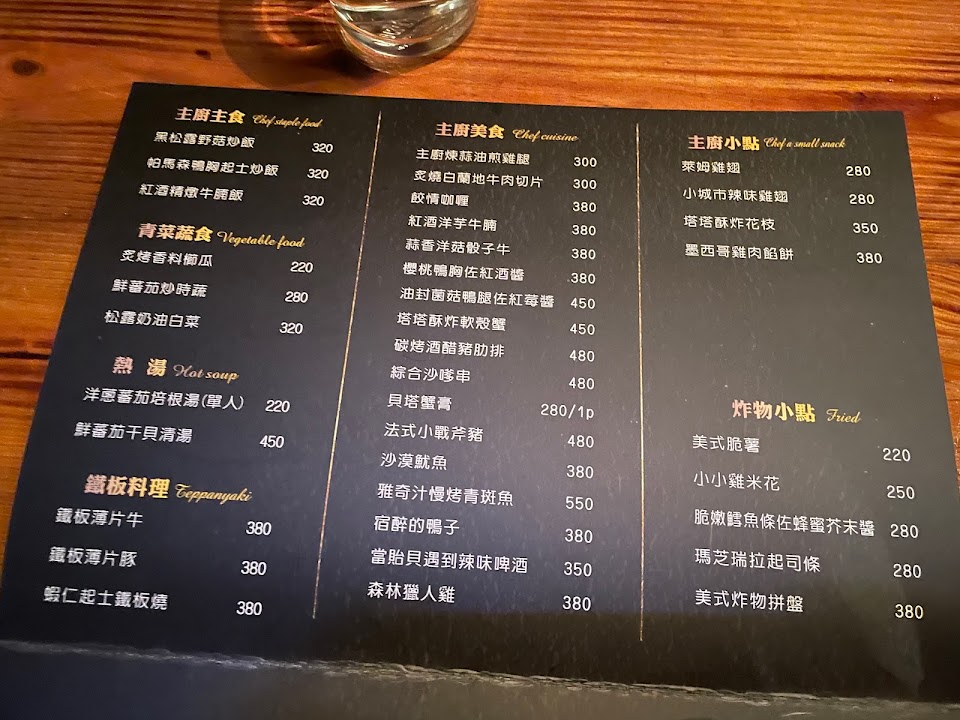 主廚主食 Chef staple food
黑松露野菇炒飯 320
帕馬森鴨胸起士炒飯 320
紅酒精燉牛腩飯 320
青菜蔬食 Vegetable food
炙烤香料櫛瓜 220
鮮蕃茄炒時蔬 280
松露奶油白菜 320
熱 湯 Hot soup
洋蔥蕃茄培根湯(單人) 220
鮮蕃茄干貝清湯 450
鐵板料理 Teppanyaki
鐵板薄片牛 380
鐵板薄片豚 380
蝦仁起士鐵板燒 380
主廚美食 Chef cuisine
主廚煉蒜油煎雞腿 300
炙燒白蘭地牛肉切片 300
餃情咖喱 380
紅酒洋芋牛腩 380
蒜香洋菇骰子牛 380
櫻桃鴨胸佐紅酒醬 380
油封菌菇鴨腿佐紅莓醬 450
塔塔酥炸軟殼蟹 450
碳烤酒醋豬肋排 480
綜合沙嗲串 480
貝塔蟹膏 280/1p
法式小戰斧豬 480
沙漠魷魚 380
雅奇汁慢烤青斑魚 550
宿醉的鴨子 380
當貽貝遇到辣味啤酒 350
森林獵人雞 380
主廚小點 Chef a small snack
萊姆雞翅 280
小城市辣味雞翅 280
塔塔酥炸花枝 350
墨西哥雞肉餡餅 380
炸物小點 Fried
美式脆薯 220
小小雞米花 250
脆嫩鱈魚條佐蜂蜜芥末醬 280
瑪芝瑞拉起司條 280
美式炸物拼盤 380